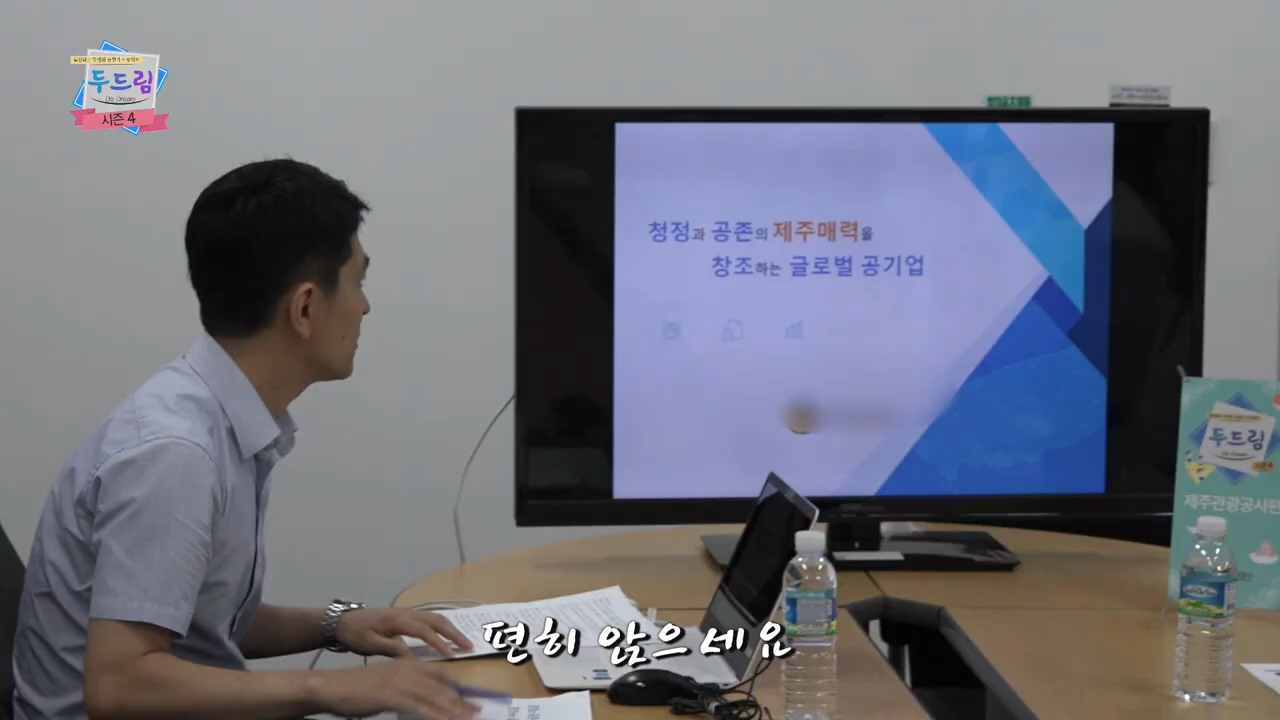 두드림
Do Dream
시즌 4
청정과 공존의 제주매력을
창조하는 글로벌 공기업
두드림
제주관광공사편
편히 앉으세요